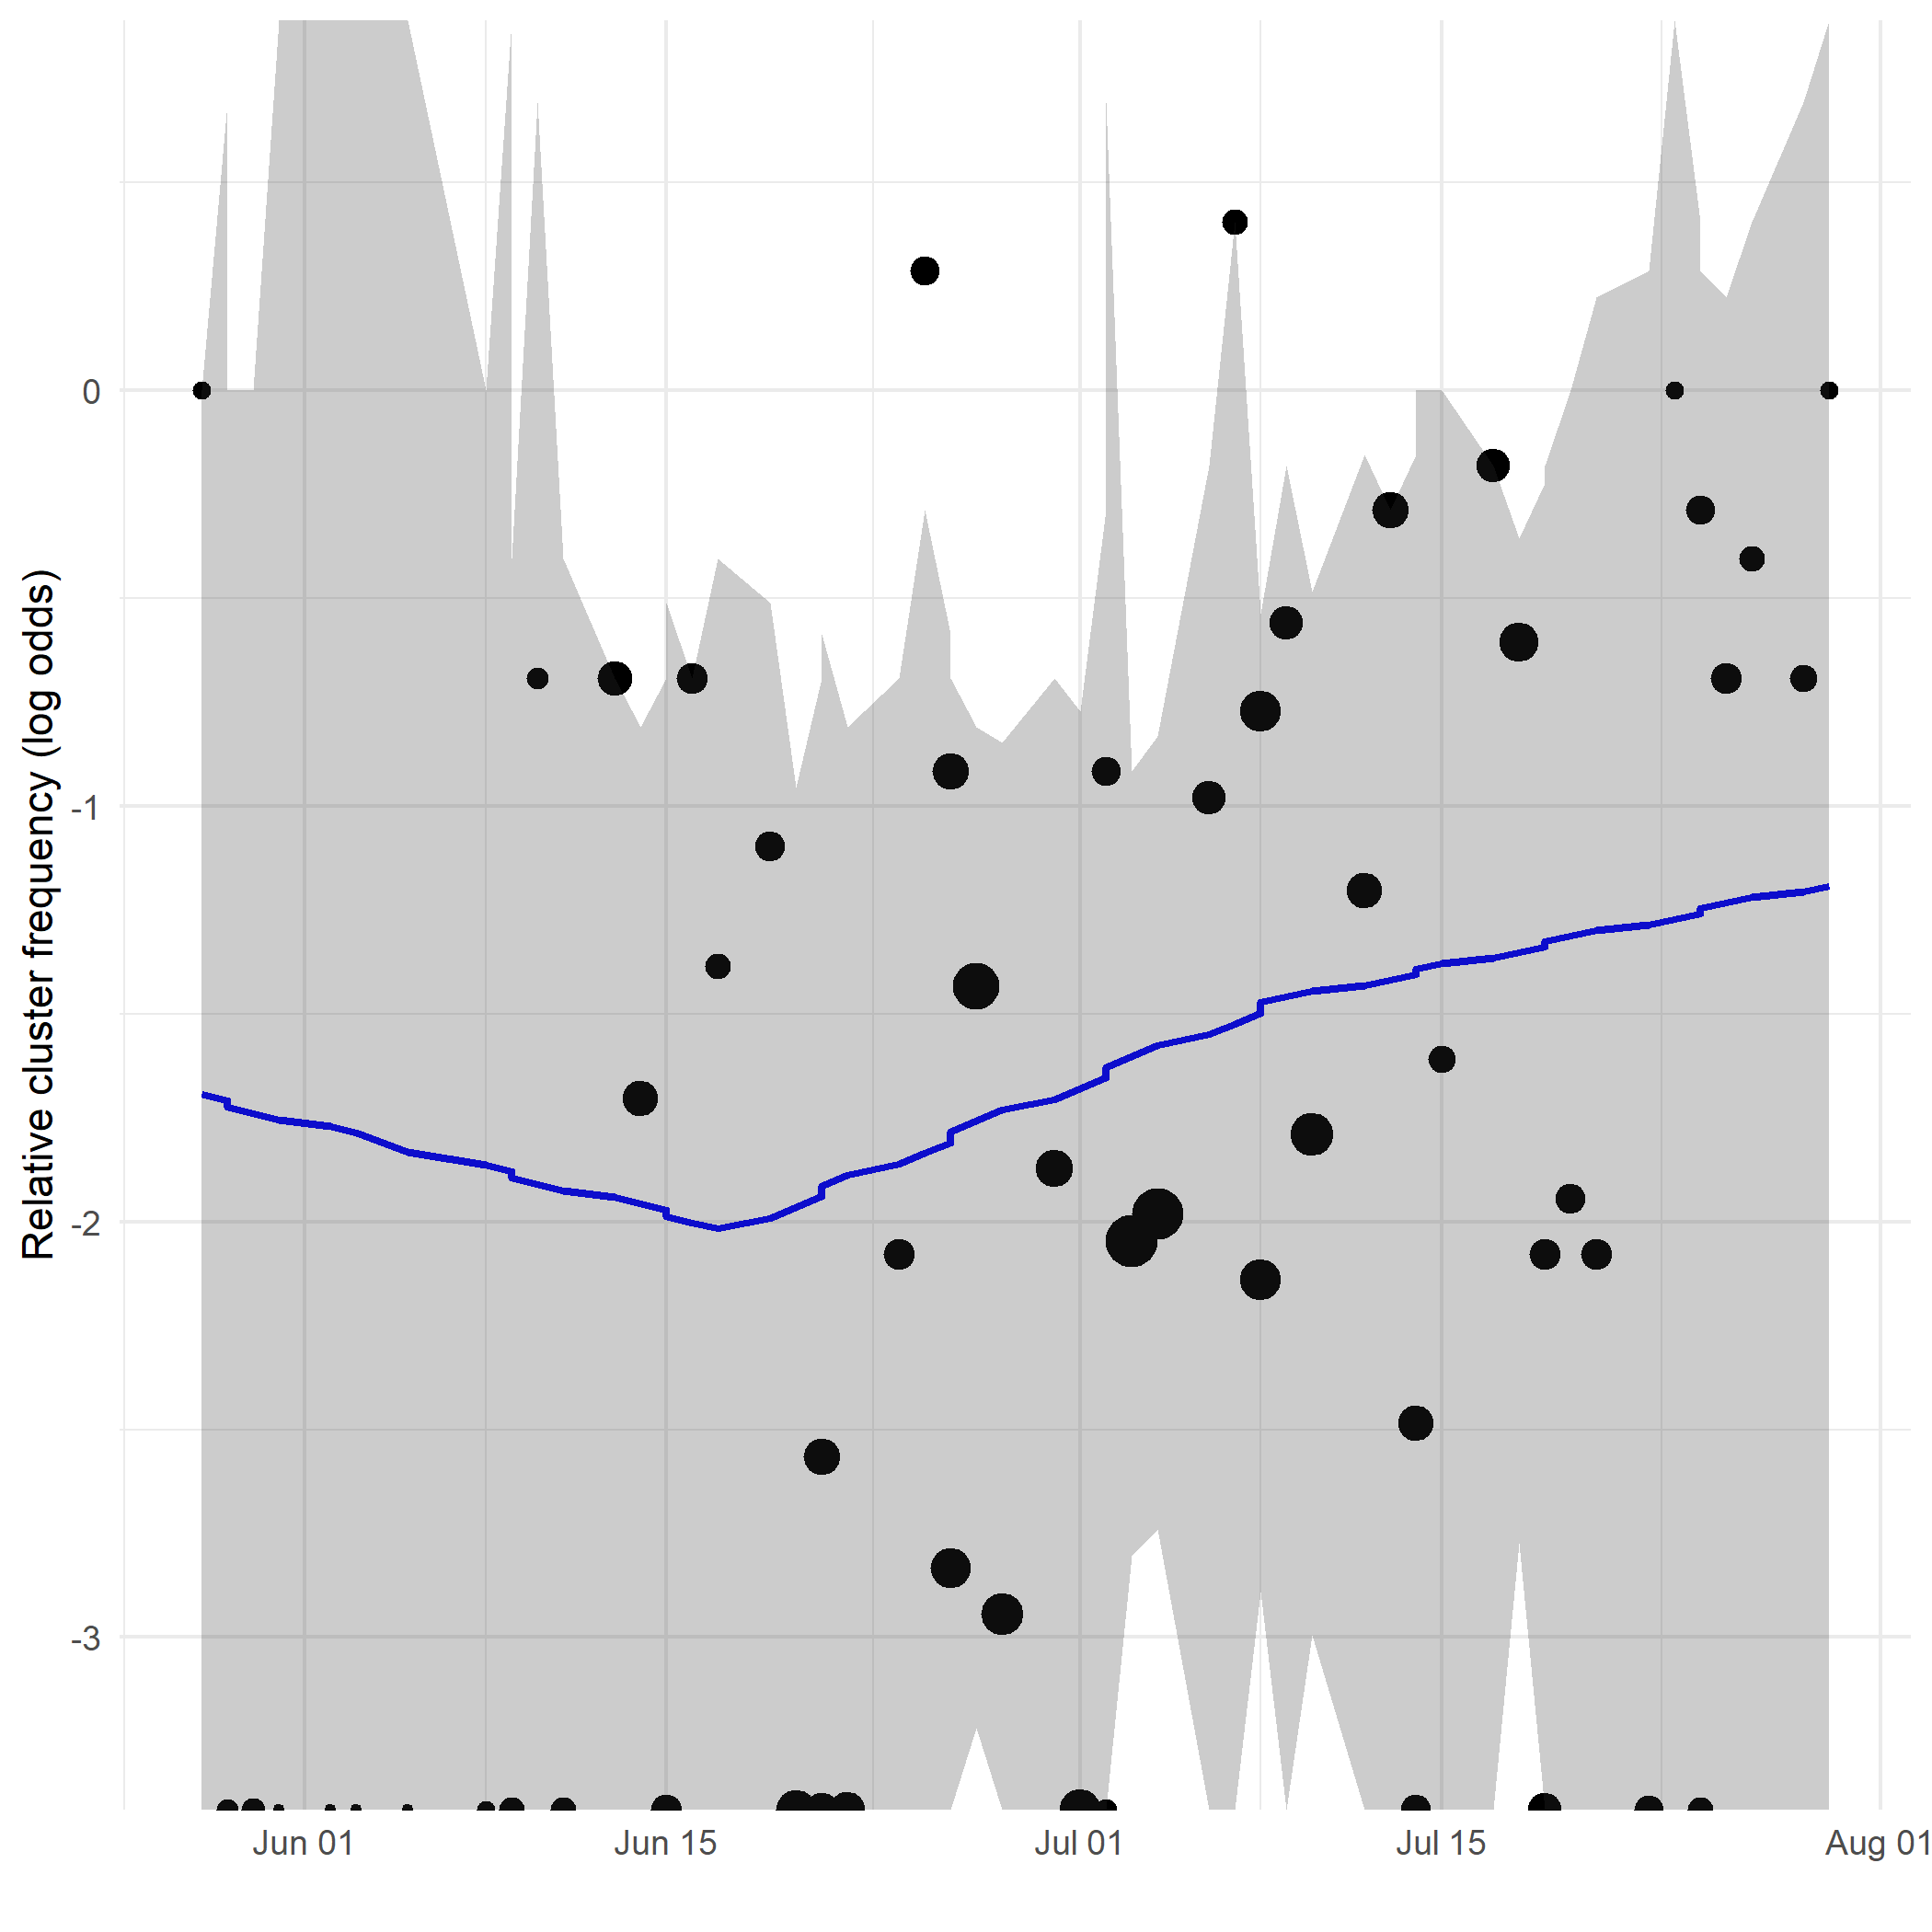 Relative cluster frequency (log odds)
0
-1
-2
-3
Jun 01
Jun 15
Jul 01
Jul 15
Aug 01